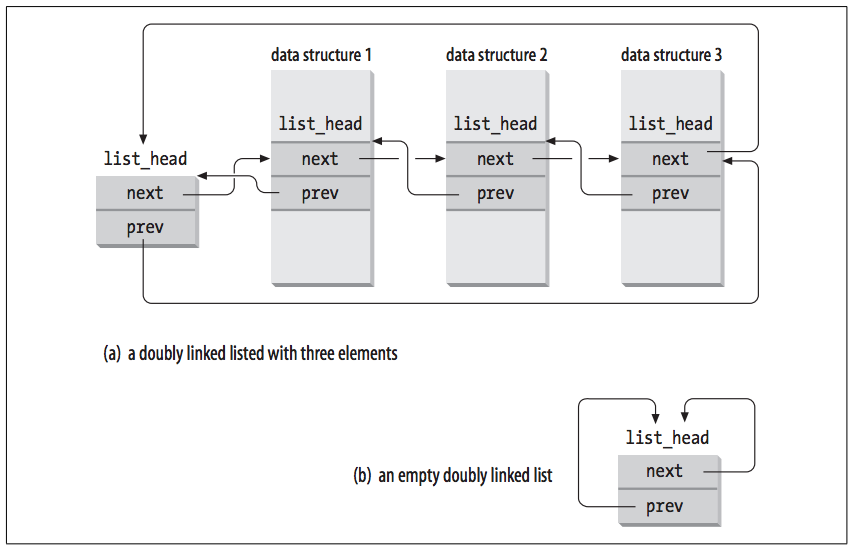 data structure 1 data structure 2 data structure 3
list_head list_head list_head
list_head next next next
next prev prev prev
prev
(a) a doubly linked listed with three elements
list_head
(b) an empty doubly linked list next
prev